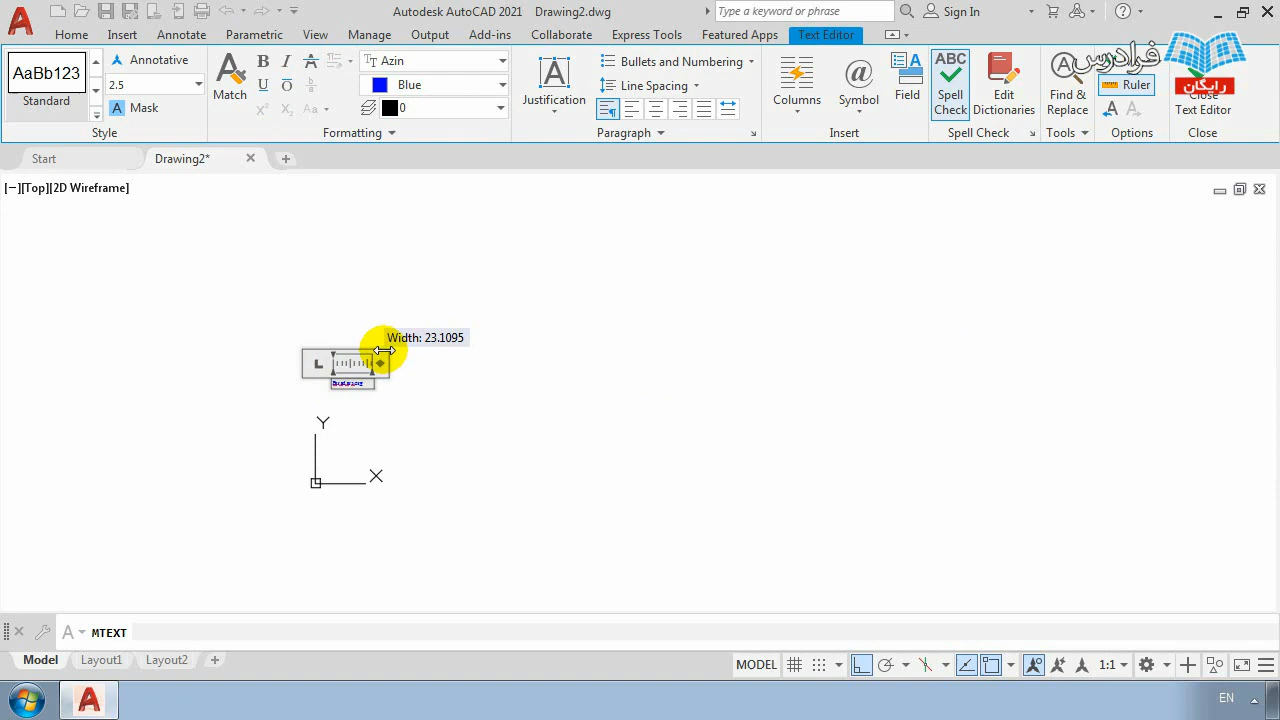 Autodesk AutoCAD 2021 Drawing2.dwg
Type a keyword or phrase
Sign In
Home Insert Annotate Parametric View Manage Output Add-ins Collaborate Express Tools Featured Apps Text Editor
AaBb123
Standard
Annotative
2.5
Mask
Style
Match
Azin
Blue
0
Formatting
Justification
Bullets and Numbering
Line Spacing
Paragraph
Columns
Symbol
Field
Insert
ABC
Spell
Check
Edit
Dictionaries
Spell Check
Find &
Replace
Tools
Ruler
Options
Close
Text Editor
Close
فرادرس
رایگان
Start
Drawing2*
[−][Top][2D Wireframe]
Width: 23.1095
Y
X
MTEXT
Model Layout1 Layout2
MODEL
1:1
EN